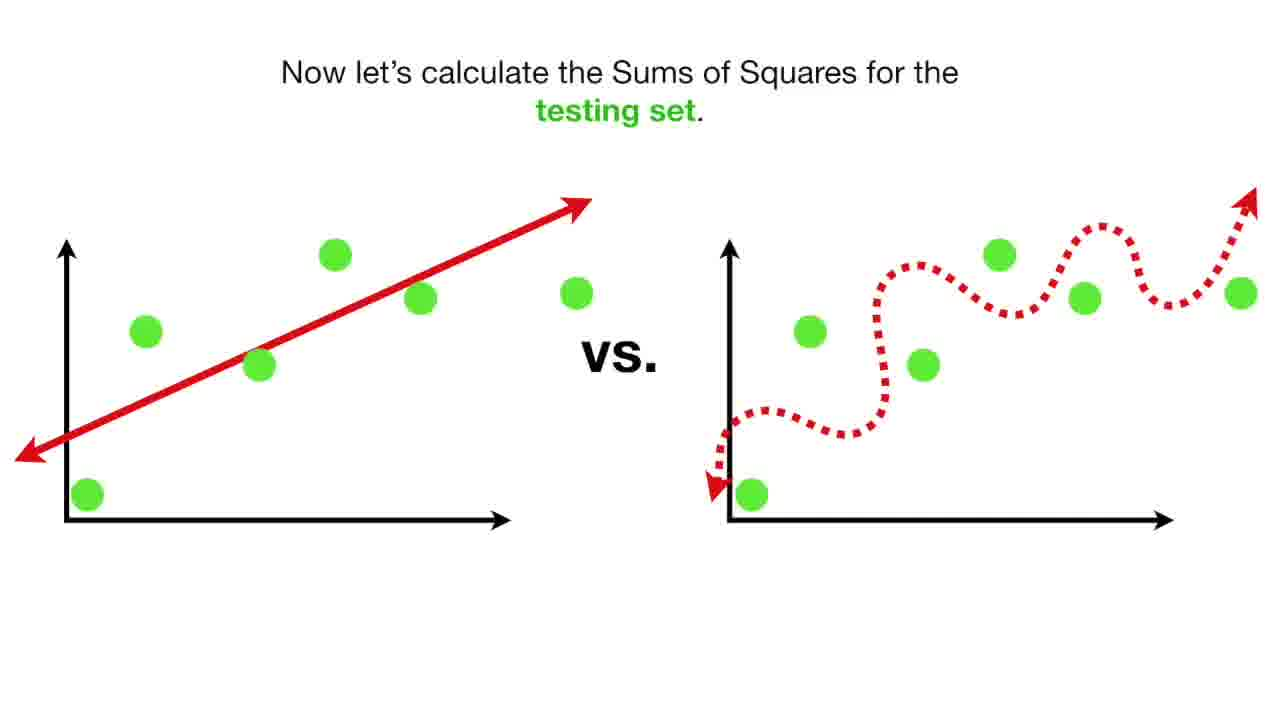 Now let’s calculate the Sums of Squares for the
testing set.
vs.